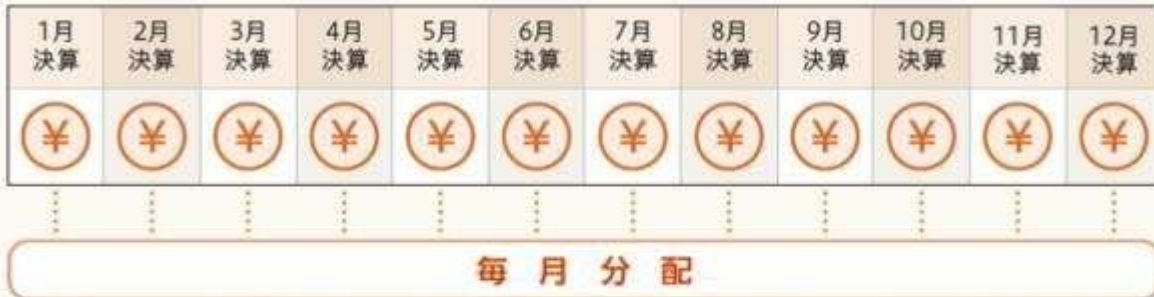 1月
決算
2月
決算
3月
決算
4月
決算
5月
決算
6月
決算
7月
決算
8月
決算
9月
決算
10月
決算
11月
決算
12月
決算
¥ ¥ ¥ ¥ ¥ ¥ ¥ ¥ ¥ ¥ ¥ ¥
毎月分配